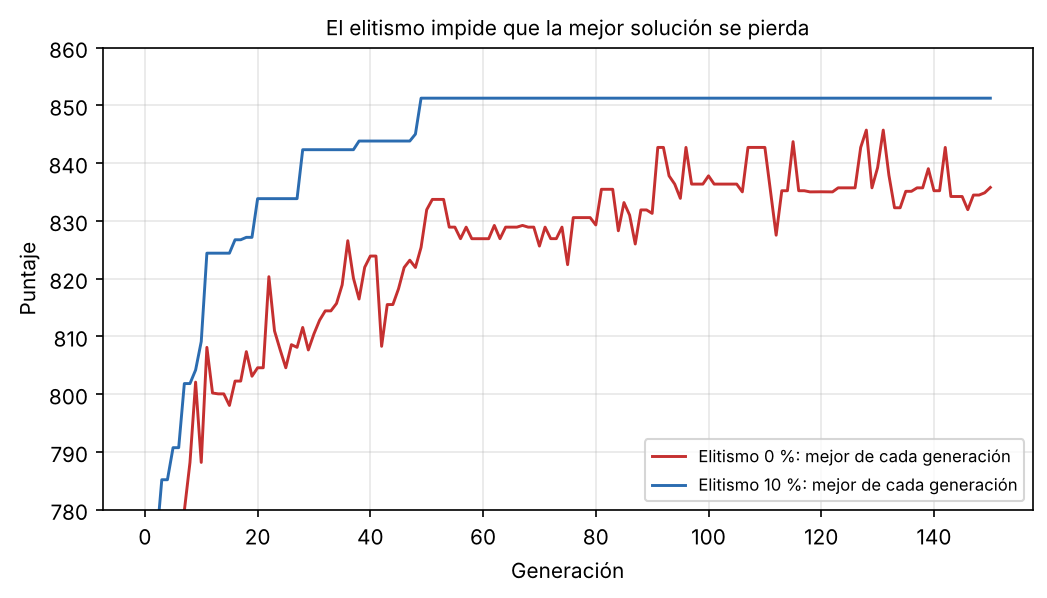 El elitismo impide que la mejor solución se pierda
860
850
840
830
820
810
800
790
780
Puntaje
0 20 40 60 80 100 120 140
Generación
Elitismo 0 %: mejor de cada generación
Elitismo 10 %: mejor de cada generación